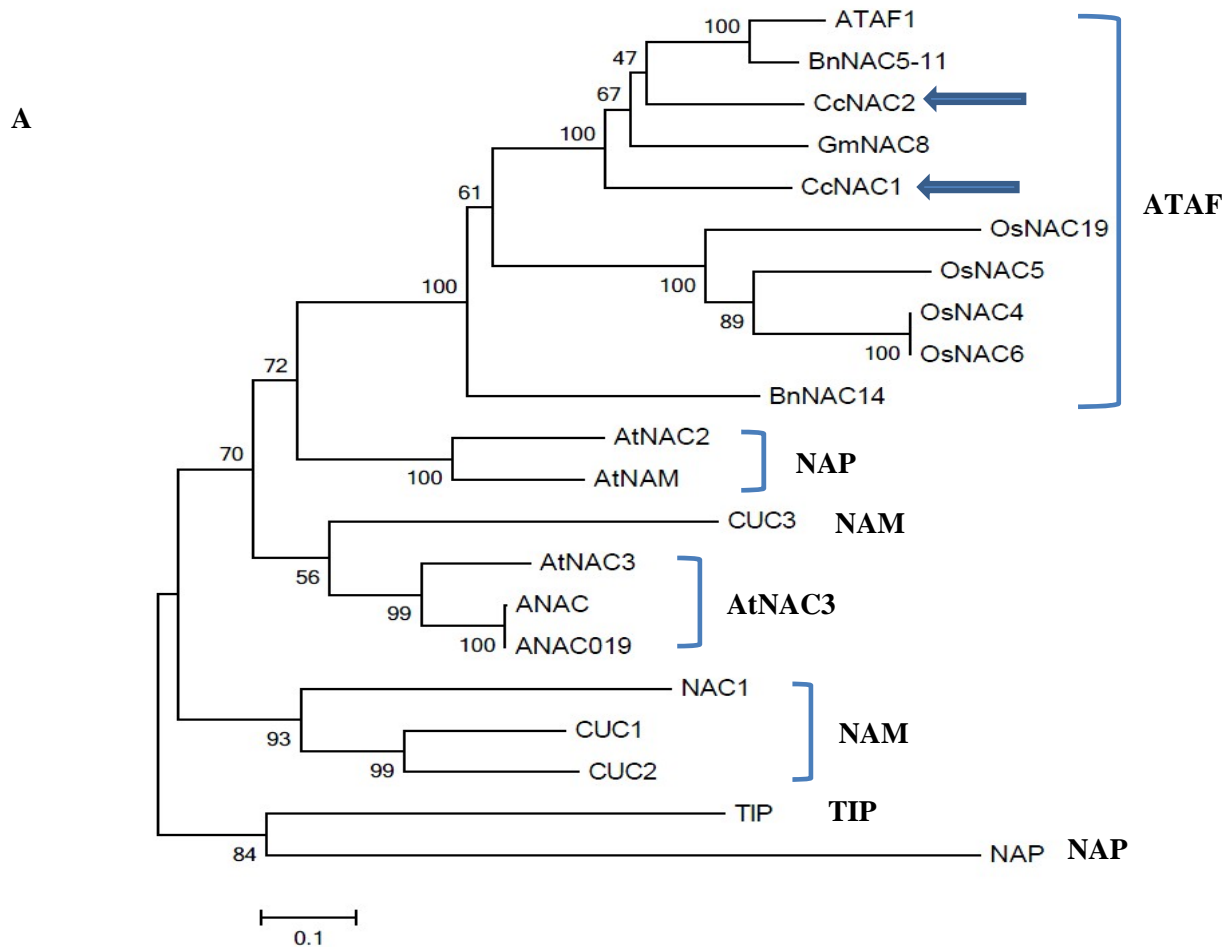 A
100
ATAF1
BnNAC5-11
47
CcNAC2
67
GmNAC8
100
CcNAC1
ATAF
61
OsNAC19
100
OsNAC5
100
89
OsNAC4
100
OsNAC6
72
BnNAC14
AtNAC2
NAP
70
100
AtNAM
CUC3 NAM
56
AtNAC3
99
ANAC
AtNAC3
100
ANAC019
NAC1
93
CUC1
NAM
99
CUC2
TIP TIP
84
NAP NAP
0.1